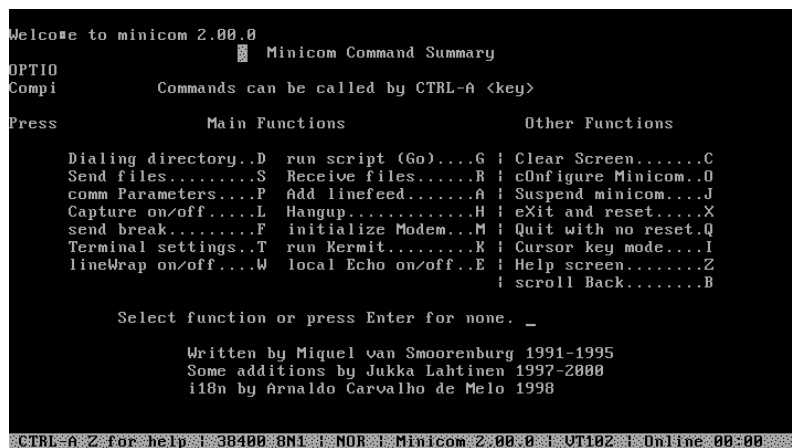 Welcome to minicom 2.00.0
Minicom Command Summary
OPTIO
Compi Commands can be called by CTRL-A <key>
Press Main Functions Other Functions
Dialing directory..D run script (Go)....G | Clear Screen.......C
Send files.........S Receive files......R | cOnfigure Minicom..O
comm Parameters....P Add linefeed.......A | Suspend minicom....J
Capture on/off.....L Hangup.............H | eXit and reset.....X
send break.........F initialize Modem...M | Quit with no reset.Q
Terminal settings..T run Kermit.........K | Cursor key mode....I
lineWrap on/off....W local Echo on/off..E | Help screen........Z
| scroll Back........B
Select function or press Enter for none. _
Written by Miquel van Smoorenburg 1991-1995
Some additions by Jukka Lahtinen 1997-2000
i18n by Arnaldo Carvalho de Melo 1998
CTRL-A Z for help | 38400 8N1 | NOR | Minicom 2.00.0 | VT102 | Online 00:00